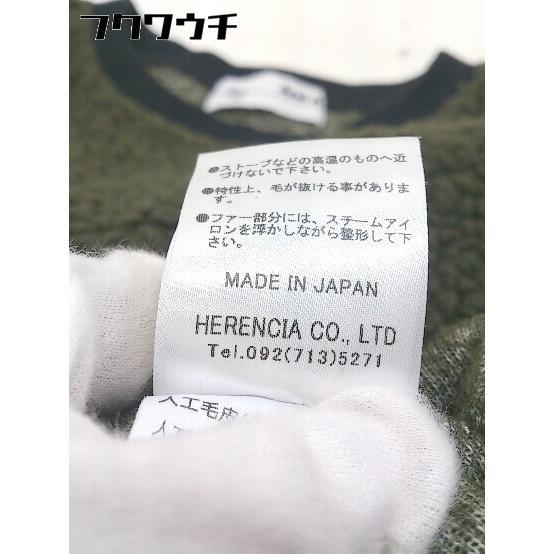 フクワウチ
●ストーブなどの高温のものへ近
づけないで下さい。
●特性上、毛が抜ける事がありま
す。
●ファー部分には、スチームアイ
ロンを浮かしながら整形して下
さい。
MADE IN JAPAN
HERENCIA CO., LTD
Tel.092(713)5271
人工毛皮